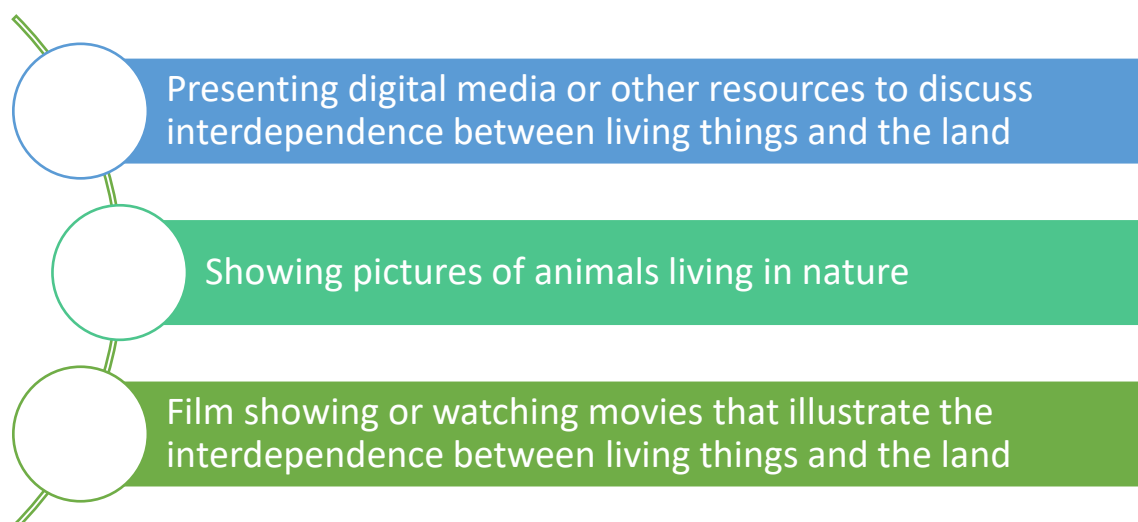 Presenting digital media or other resources to discuss
interdependence between living things and the land
Showing pictures of animals living in nature
Film showing or watching movies that illustrate the
interdependence between living things and the land